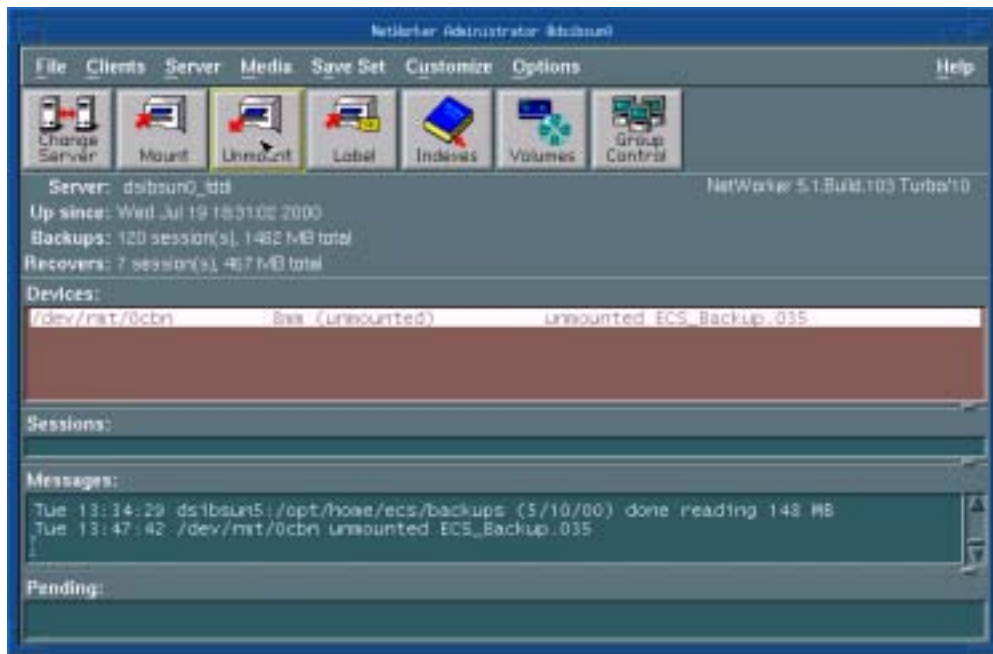 NetWorker Administrator @dsibsun0
File Clients Server Media Save Set Customize Options Help
Change Server
Mount
Unmount
Label
Indexes
Volumes
Group Control
Server: dsibsun0_fddi NetWorker 5.1.Build.103 Turbo/10
Up since: Wed Jul 19 18:31:02 2000
Backups: 120 session(s), 1482 MB total
Recovers: 7 session(s), 467 MB total
Devices:
/dev/rmt/0cbn 8mm (unmounted) unmounted ECS_Backup.035
Sessions:
Messages:
Tue 13:34:29 dsibsun5:/opt/home/ecs/backups (5/10/00) done reading 148 MB
Tue 13:47:42 /dev/rmt/0cbn unmounted ECS_Backup.035
Pending: